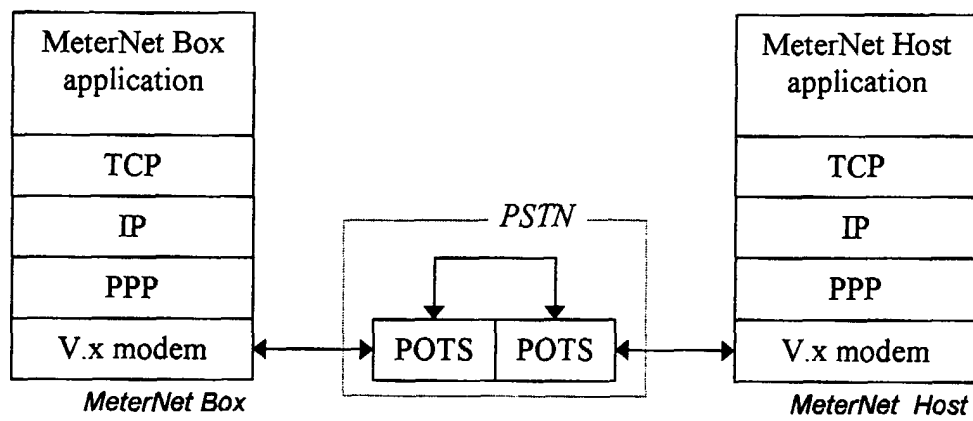 MeterNet Box
application
TCP
IP
PPP
V.x modem
MeterNet Box
PSTN
POTS
POTS
MeterNet Host
application
TCP
IP
PPP
V.x modem
MeterNet Host